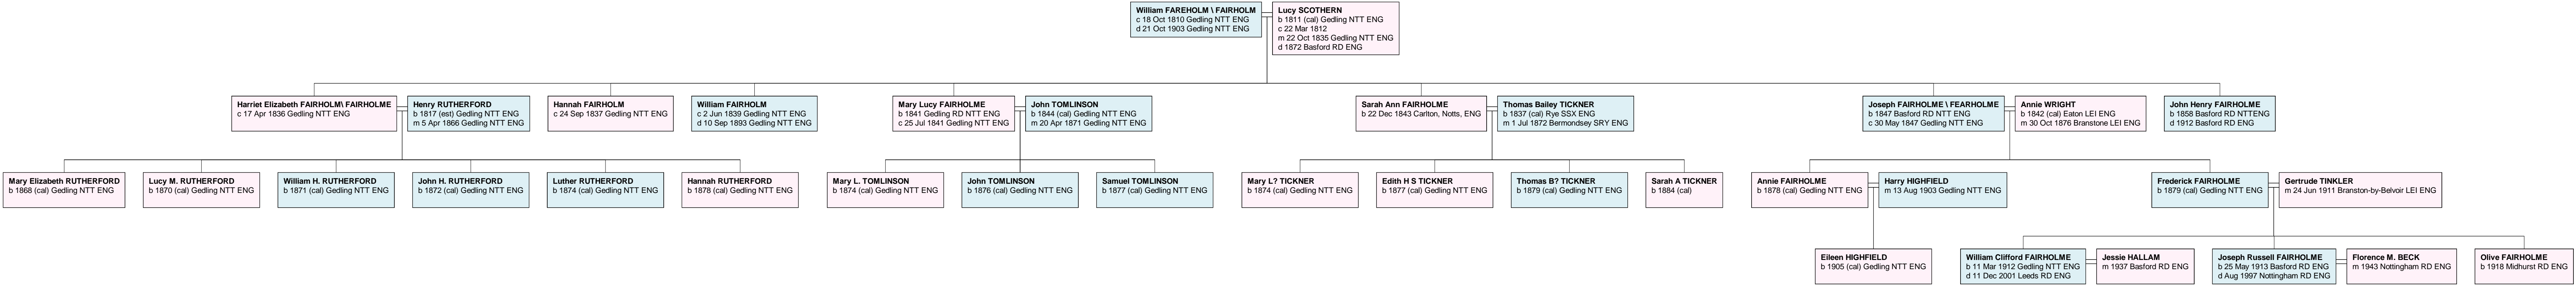 William FAREHOLM \ FAIRHOLM
c 18 Oct 1810 Gedling NTT ENG
d 21 Oct 1903 Gedling NTT ENG
Lucy SCOTHERN
b 1811 (cal) Gedling NTT ENG
c 22 Mar 1812
m 22 Oct 1835 Gedling NTT ENG
d 1872 Basford RD ENG
Harriet Elizabeth FAIRHOLM\ FAIRHOLME
c 17 Apr 1836 Gedling NTT ENG
Henry RUTHERFORD
b 1817 (est) Gedling NTT ENG
m 5 Apr 1866 Gedling NTT ENG
Hannah FAIRHOLM
c 24 Sep 1837 Gedling NTT ENG
William FAIRHOLM
c 2 Jun 1839 Gedling NTT ENG
d 10 Sep 1893 Gedling NTT ENG
Mary Lucy FAIRHOLME
b 1841 Gedling RD NTT ENG
c 25 Jul 1841 Gedling NTT ENG
John TOMLINSON
b 1844 (cal) Gedling NTT ENG
m 20 Apr 1871 Gedling NTT ENG
Sarah Ann FAIRHOLME
b 22 Dec 1843 Carlton, Notts, ENG
Thomas Bailey TICKNER
b 1837 (cal) Rye SSX ENG
m 1 Jul 1872 Bermondsey SRY ENG
Joseph FAIRHOLME \ FEARHOLME
b 1847 Basford RD NTT ENG
c 30 May 1847 Gedling NTT ENG
Annie WRIGHT
b 1842 (cal) Eaton LEI ENG
m 30 Oct 1876 Branstone LEI ENG
John Henry FAIRHOLME
b 1858 Basford RD NTTENG
d 1912 Basford RD ENG
Mary Elizabeth RUTHERFORD
b 1868 (cal) Gedling NTT ENG
Lucy M. RUTHERFORD
b 1870 (cal) Gedling NTT ENG
William H. RUTHERFORD
b 1871 (cal) Gedling NTT ENG
John H. RUTHERFORD
b 1872 (cal) Gedling NTT ENG
Luther RUTHERFORD
b 1874 (cal) Gedling NTT ENG
Hannah RUTHERFORD
b 1878 (cal) Gedling NTT ENG
Mary L. TOMLINSON
b 1874 (cal) Gedling NTT ENG
John TOMLINSON
b 1876 (cal) Gedling NTT ENG
Samuel TOMLINSON
b 1877 (cal) Gedling NTT ENG
Mary L? TICKNER
b 1874 (cal) Gedling NTT ENG
Edith H S TICKNER
b 1877 (cal) Gedling NTT ENG
Thomas B? TICKNER
b 1879 (cal) Gedling NTT ENG
Sarah A TICKNER
b 1884 (cal)
Annie FAIRHOLME
b 1878 (cal) Gedling NTT ENG
Harry HIGHFIELD
m 13 Aug 1903 Gedling NTT ENG
Frederick FAIRHOLME
b 1879 (cal) Gedling NTT ENG
Gertrude TINKLER
m 24 Jun 1911 Branston-by-Belvoir LEI ENG
Eileen HIGHFIELD
b 1905 (cal) Gedling NTT ENG
William Clifford FAIRHOLME
b 11 Mar 1912 Gedling NTT ENG
d 11 Dec 2001 Leeds RD ENG
Jessie HALLAM
m 1937 Basford RD ENG
Joseph Russell FAIRHOLME
b 25 May 1913 Basford RD ENG
d Aug 1997 Nottingham RD ENG
Florence M. BECK
m 1943 Nottingham RD ENG
Olive FAIRHOLME
b 1918 Midhurst RD ENG